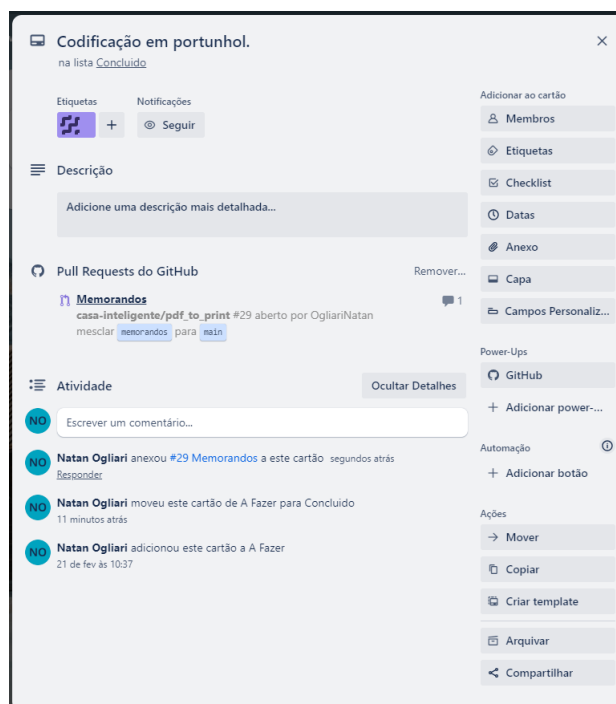 Codificação em portunhol.
na lista Concluido
Etiquetas
Notificações
Seguir
Descrição
Adicione uma descrição mais detalhada...
Pull Requests do GitHub
Remover...
Memorandos
1
casa-inteligente/pdf_to_print #29 aberto por OgliariNatan
mesclar memorandos para main
Atividade
Ocultar Detalhes
NO
Escrever um comentário...
NO
Natan Ogliari anexou #29 Memorandos a este cartão segundos atrás
Responder
NO
Natan Ogliari moveu este cartão de A Fazer para Concluido
11 minutos atrás
NO
Natan Ogliari adicionou este cartão a A Fazer
21 de fev às 10:37
Adicionar ao cartão
Membros
Etiquetas
Checklist
Datas
Anexo
Capa
Campos Personaliz...
Power-Ups
GitHub
+ Adicionar power-...
Automação
+ Adicionar botão
Ações
Mover
Copiar
Criar template
Arquivar
Compartilhar